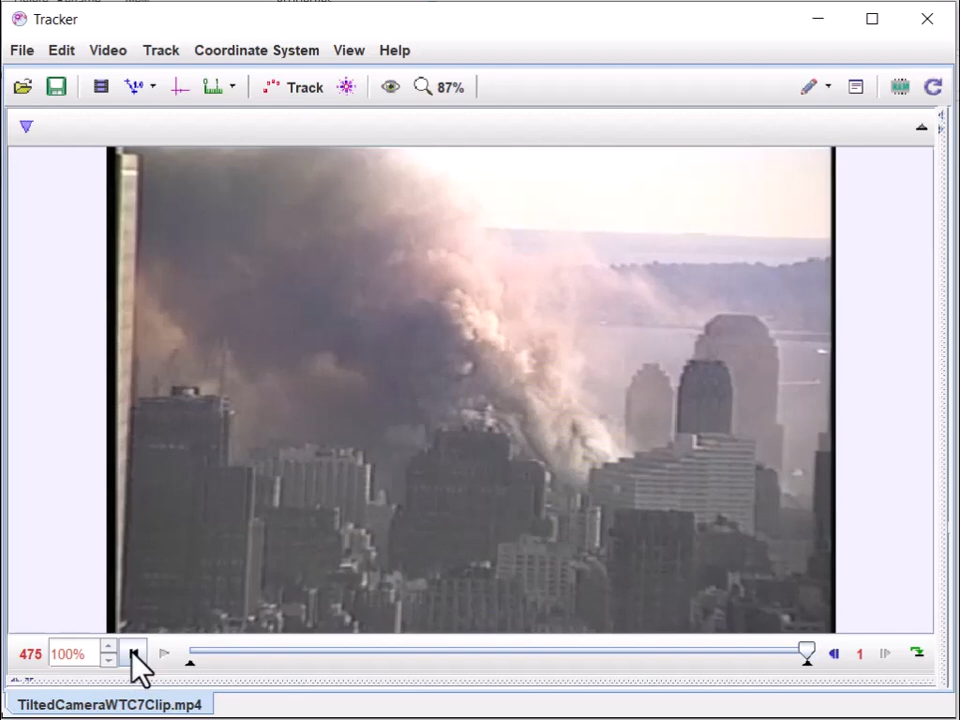 Tracker
File Edit Video Track Coordinate System View Help
Track 87%
475 100% 1
TiltedCameraWTC7Clip.mp4